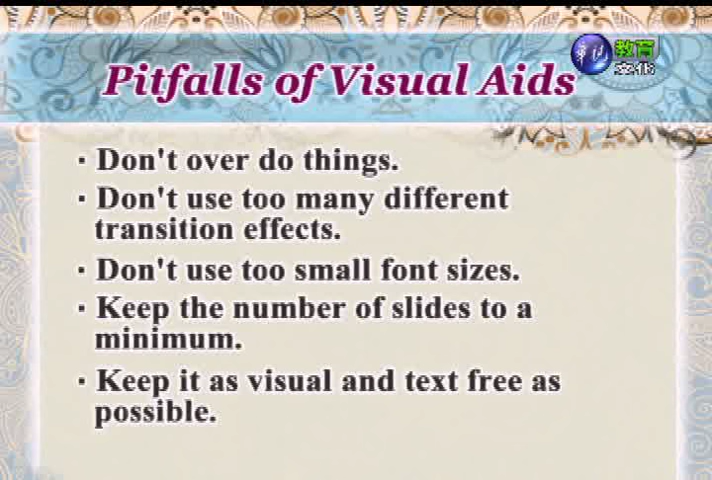 Pitfalls of Visual Aids
華視 教育
文化
· Don't over do things.
· Don't use too many different
transition effects.
· Don't use too small font sizes.
· Keep the number of slides to a
minimum.
· Keep it as visual and text free as
possible.